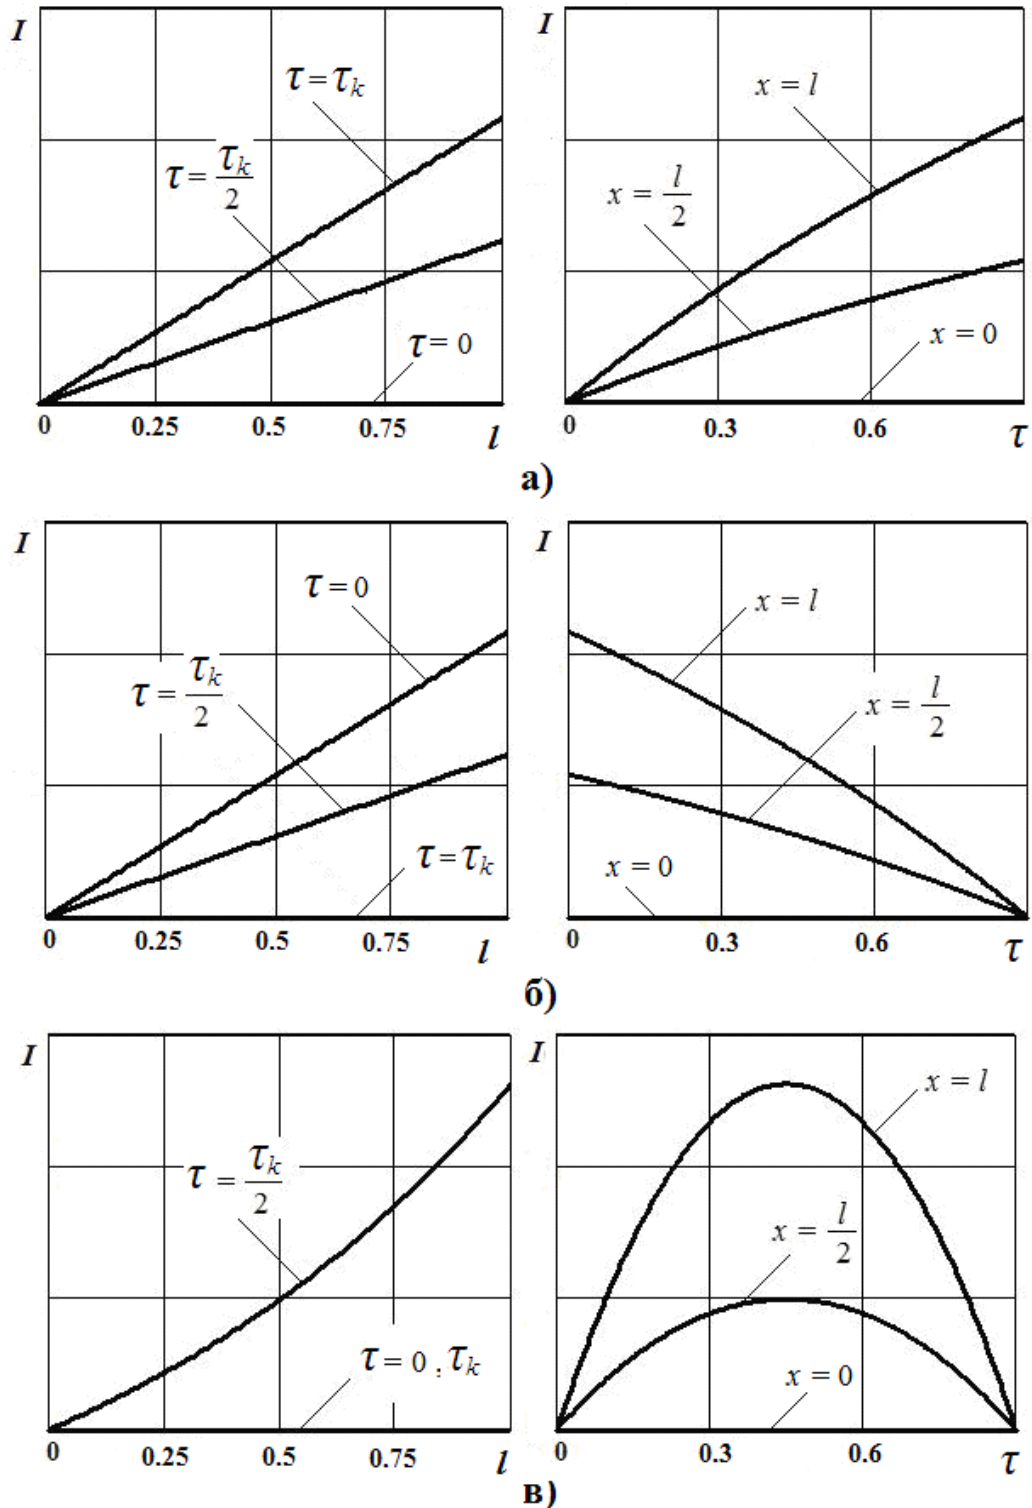 I
τ = τk
τ = τk/2
τ = 0
0 0.25 0.5 0.75 l
I
x = l
x = l/2
x = 0
0 0.3 0.6 τ
а)
I
τ = 0
τ = τk/2
τ = τk
0 0.25 0.5 0.75 l
I
x = l
x = l/2
x = 0
0 0.3 0.6 τ
б)
I
τ = τk/2
τ = 0 , τk
0 0.25 0.5 0.75 l
I
x = l
x = l/2
x = 0
0 0.3 0.6 τ
в)